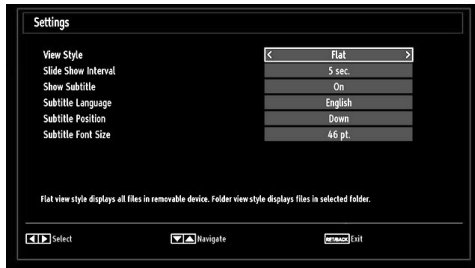 Settings
View Style < Flat >
Slide Show Interval 5 sec.
Show Subtitle On
Subtitle Language English
Subtitle Position Down
Subtitle Font Size 46 pt.
Flat view style displays all files in removable device. Folder view style displays files in selected folder.
Select Navigate RET/BACK Exit